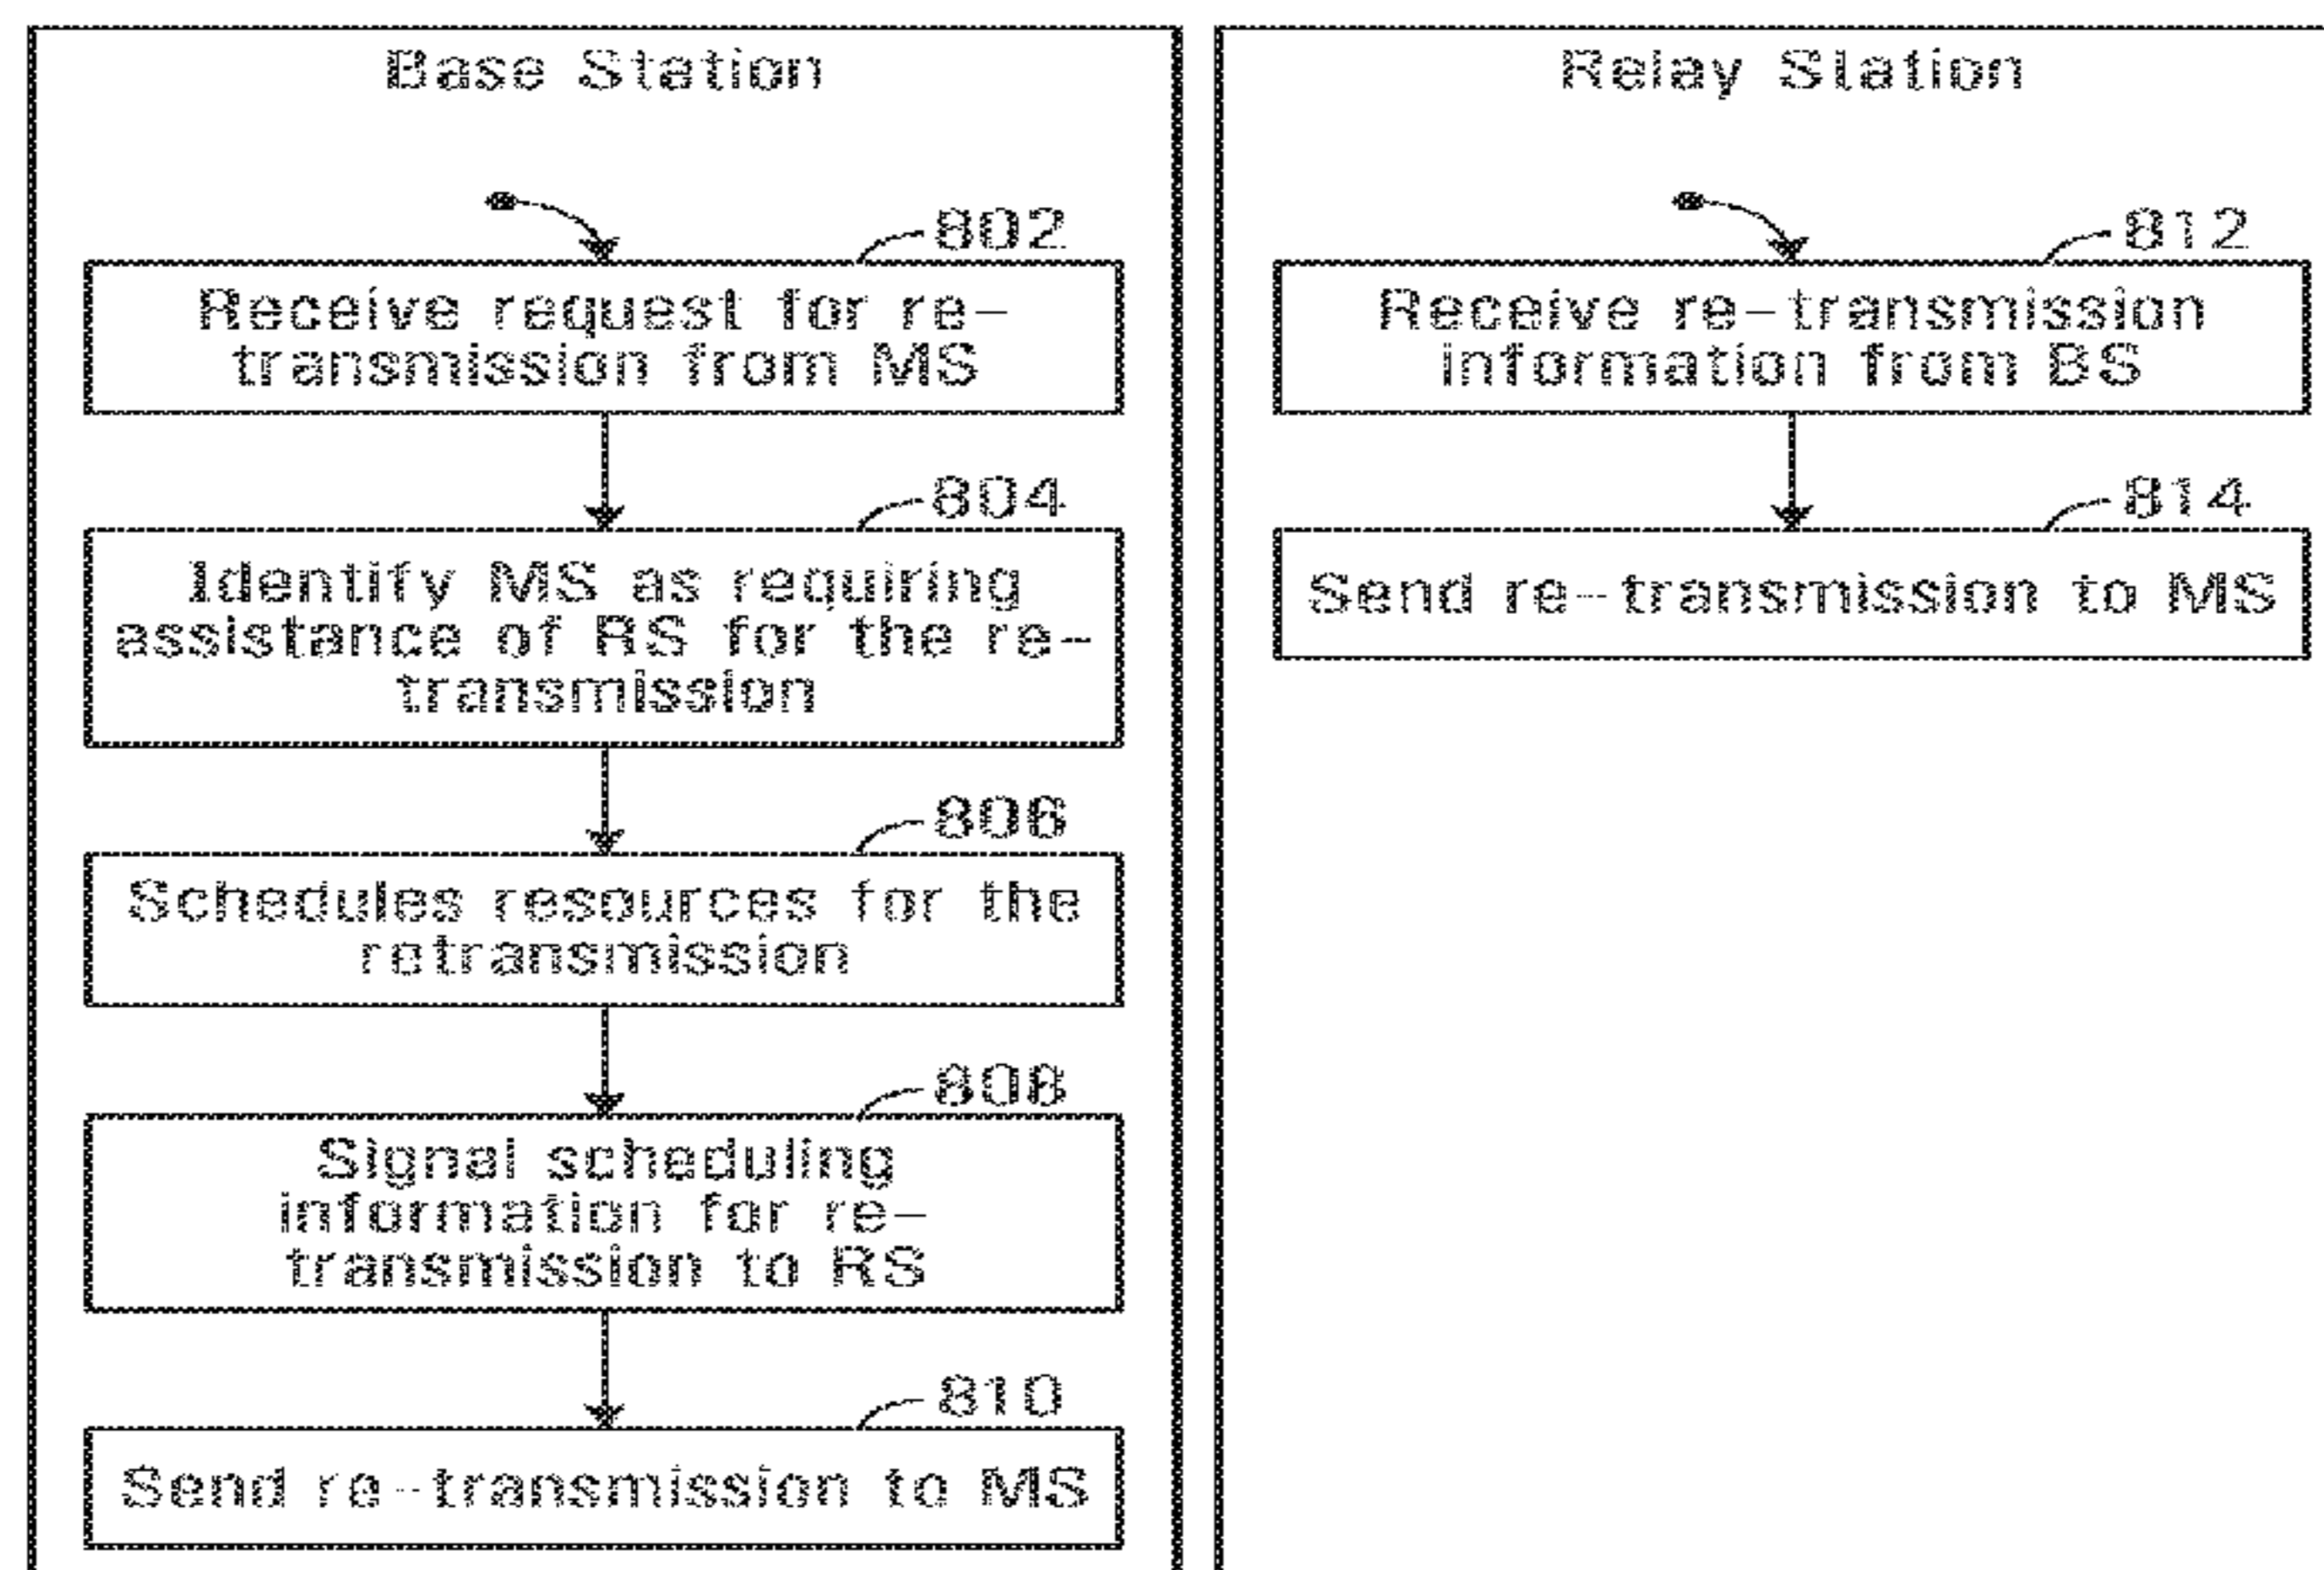 Base Station
802
Receive request for re-
transmission from MS
804
Identify MS as requiring
assistance of RS for the re-
transmission
806
Schedules resources for the
retransmission
808
Signal scheduling
information for re-
transmission to RS
810
Send re-transmission to MS
Relay Station
812
Receive re-transmission
information from BS
814
Send re-transmission to MS